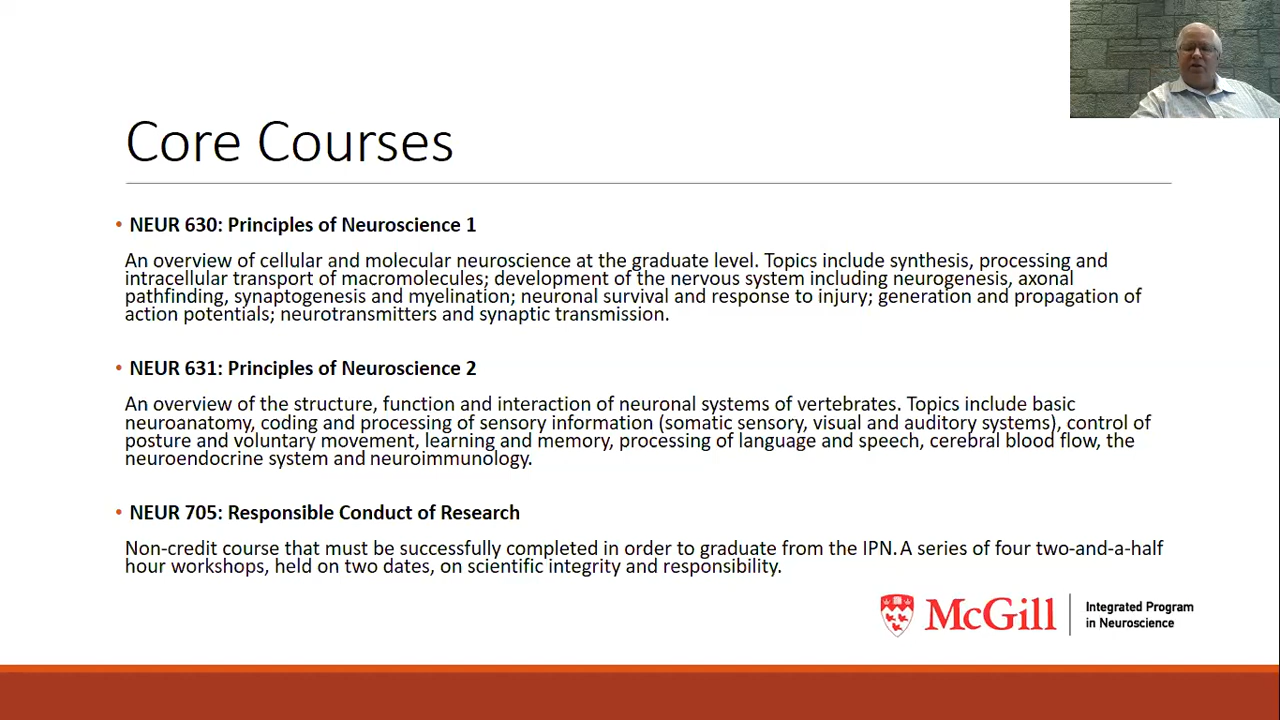 Core Courses
• NEUR 630: Principles of Neuroscience 1
An overview of cellular and molecular neuroscience at the graduate level. Topics include synthesis, processing and
intracellular transport of macromolecules; development of the nervous system including neurogenesis, axonal
pathfinding, synaptogenesis and myelination; neuronal survival and response to injury; generation and propagation of
action potentials; neurotransmitters and synaptic transmission.
• NEUR 631: Principles of Neuroscience 2
An overview of the structure, function and interaction of neuronal systems of vertebrates. Topics include basic
neuroanatomy, coding and processing of sensory information (somatic sensory, visual and auditory systems), control of
posture and voluntary movement, learning and memory, processing of language and speech, cerebral blood flow, the
neuroendocrine system and neuroimmunology.
• NEUR 705: Responsible Conduct of Research
Non-credit course that must be successfully completed in order to graduate from the IPN. A series of four two-and-a-half
hour workshops, held on two dates, on scientific integrity and responsibility.
McGill
Integrated Program
in Neuroscience